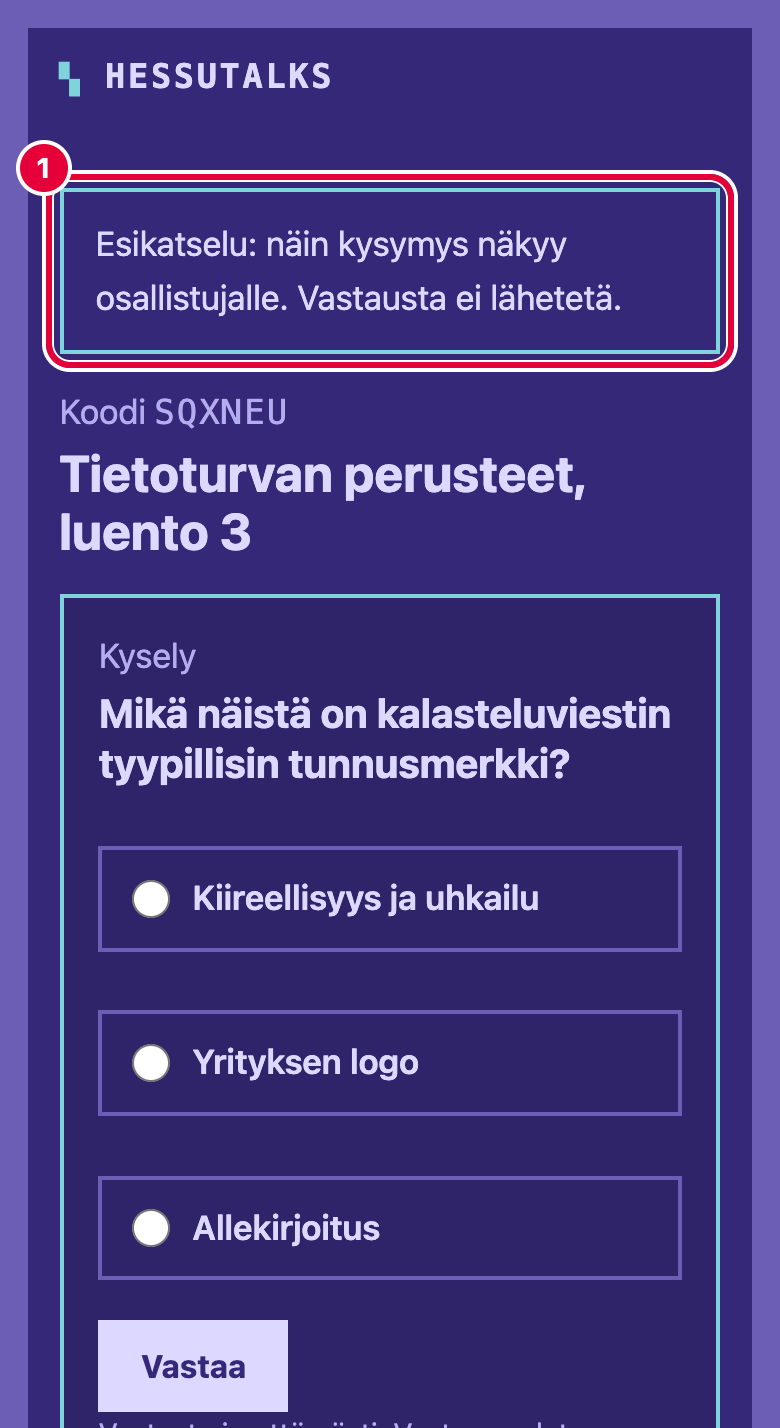 HESSUTALKS
1
Esikatselu: näin kysymys näkyy
osallistujalle. Vastausta ei lähetetä.
Koodi SQXNEU
Tietoturvan perusteet,
luento 3
Kysely
Mikä näistä on kalasteluviestin
tyypillisin tunnusmerkki?
Kiireellisyys ja uhkailu
Yrityksen logo
Allekirjoitus
Vastaa